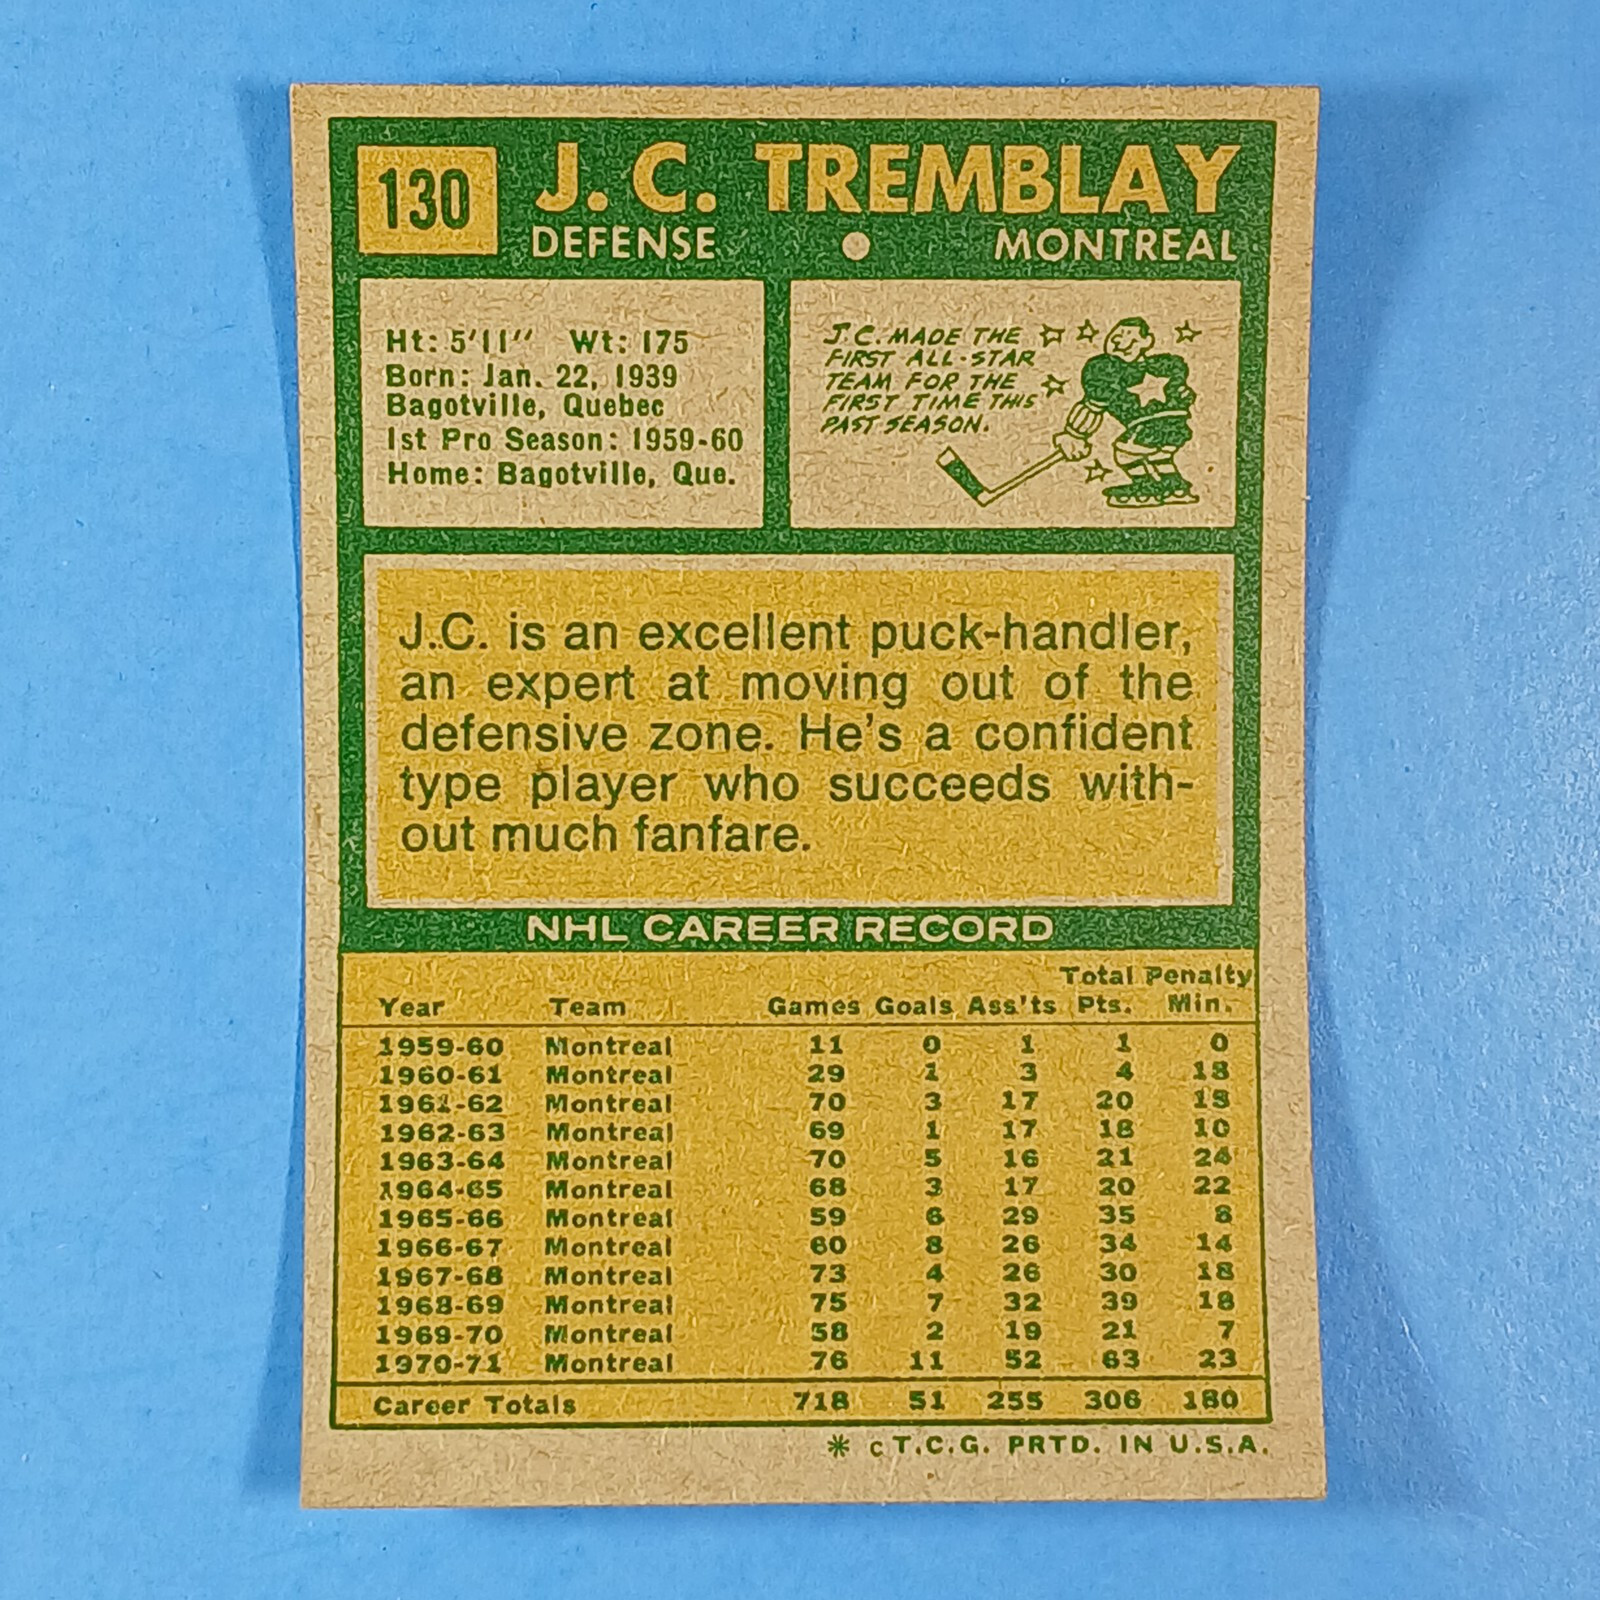 130 J. C. TREMBLAY
DEFENSE ● MONTREAL
Ht: 5'11" Wt: 175
Born: Jan. 22, 1939
Bagotville, Quebec
1st Pro Season: 1959-60
Home: Bagotville, Que.
J.C. MADE THE
FIRST ALL-STAR
TEAM FOR THE
FIRST TIME THIS
PAST SEASON.
J.C. is an excellent puck-handler,
an expert at moving out of the
defensive zone. He's a confident
type player who succeeds with-
out much fanfare.
NHL CAREER RECORD
Total Penalty
Year Team Games Goals Ass'ts Pts. Min.
1959-60 Montreal 11 0 1 1 0
1960-61 Montreal 29 1 3 4 18
1961-62 Montreal 70 3 17 20 18
1962-63 Montreal 69 1 17 18 10
1963-64 Montreal 70 5 16 21 24
1964-65 Montreal 68 3 17 20 22
1965-66 Montreal 59 6 29 35 8
1966-67 Montreal 60 8 26 34 14
1967-68 Montreal 73 4 26 30 18
1968-69 Montreal 75 7 32 39 18
1969-70 Montreal 58 2 19 21 7
1970-71 Montreal 76 11 52 63 23
Career Totals 718 51 255 306 180
* c T.C.G. PRTD. IN U.S.A.